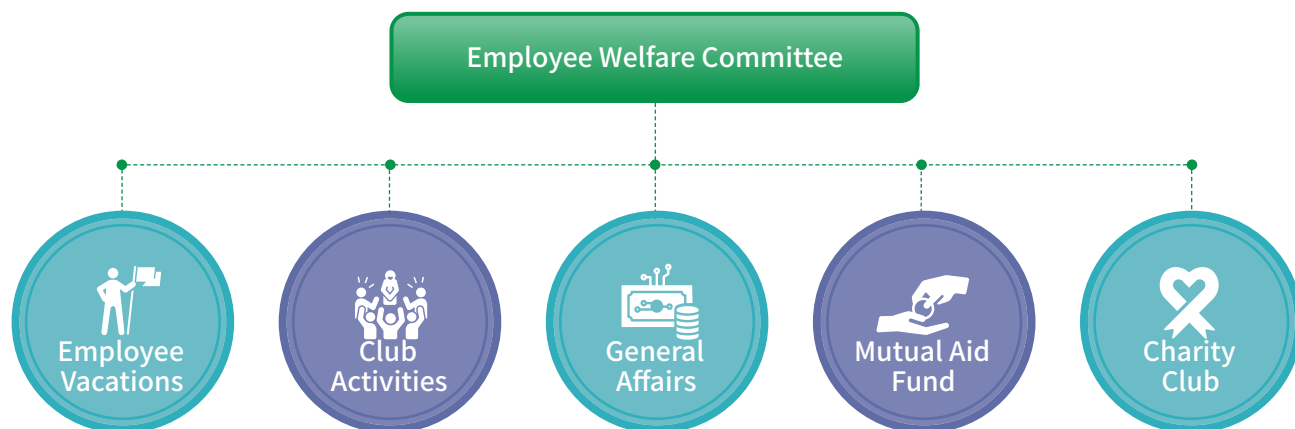 Employee Welfare Committee
Employee
Vacations
Club
Activities
General
Affairs
Mutual Aid
Fund
Charity
Club